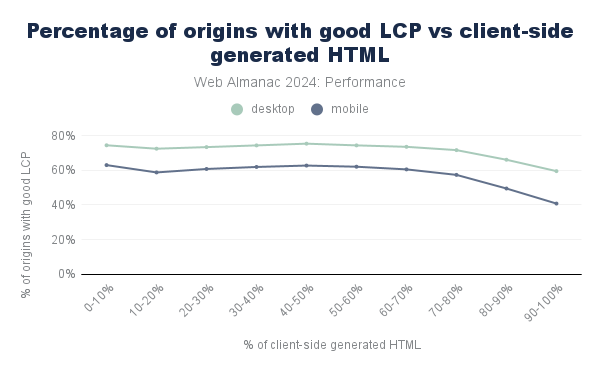 Percentage of origins with good LCP vs client-side
generated HTML
Web Almanac 2024: Performance
desktop mobile
% of origins with good LCP
80%
60%
40%
20%
0%
0-10% 10-20% 20-30% 30-40% 40-50% 50-60% 60-70% 70-80% 80-90% 90-100%
% of client-side generated HTML